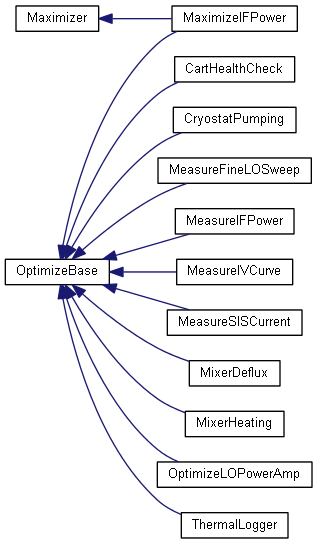 Maximizer
MaximizeIFPower
CartHealthCheck
CryostatPumping
MeasureFineLOSweep
MeasureIFPower
OptimizeBase
MeasureIVCurve
MeasureSISCurrent
MixerDeflux
MixerHeating
OptimizeLOPowerAmp
ThermalLogger